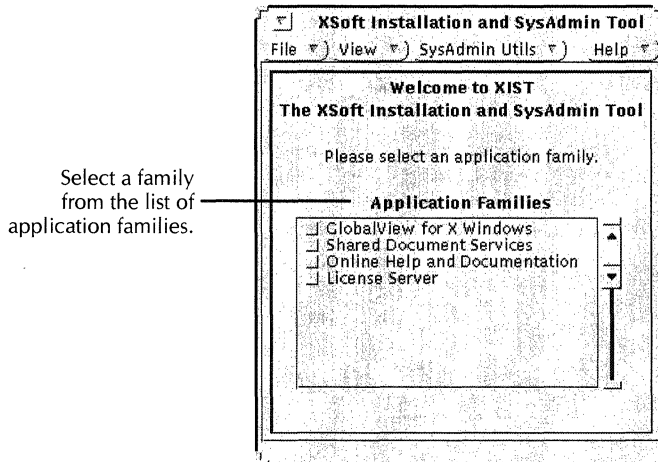 XSoft Installation and SysAdmin Tool
File View SysAdmin Utils Help
Welcome to XIST
The XSoft Installation and SysAdmin Tool
Please select an application family.
Select a family
from the list of
application families.
Application Families
GlobalView for X Windows
Shared Document Services
Online Help and Documentation
License Server